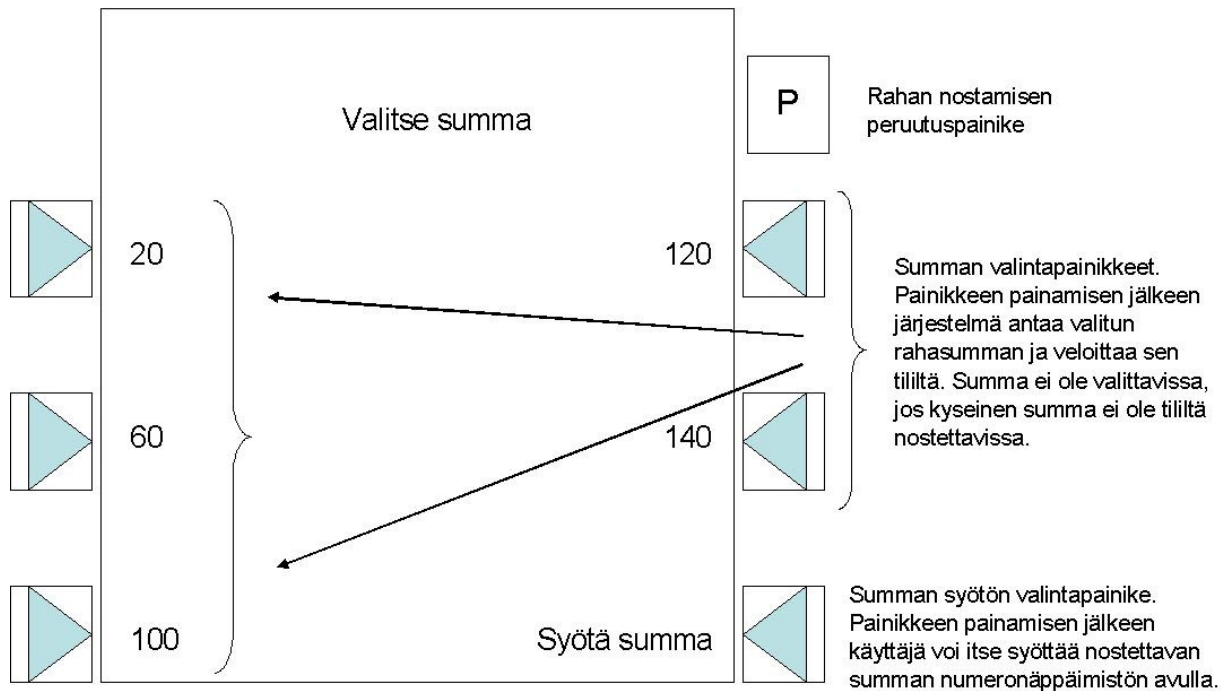 Valitse summa
P
Rahan nostamisen
peruutuspainike
20
120
60
140
100
Syötä summa
Summan valintapainikkeet.
Painikkeen painamisen jälkeen
järjestelmä antaa valitun
rahasumman ja veloittaa sen
tililtä. Summa ei ole valittavissa,
jos kyseinen summa ei ole tililtä
nostettavissa.
Summan syötön valintapainike.
Painikkeen painamisen jälkeen
käyttäjä voi itse syöttää nostettavan
summan numeronäppäimistön avulla.